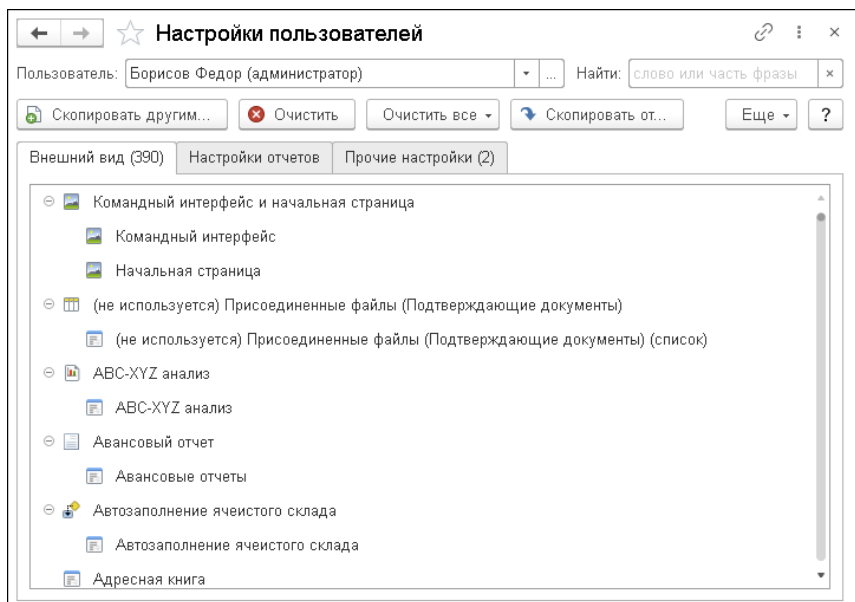 Настройки пользователей
Пользователь: Борисов Федор (администратор) ... Найти: слово или часть фразы ×
Скопировать другим... Очистить Очистить все Скопировать от... Еще ?
Внешний вид (390) Настройки отчетов Прочие настройки (2)
Командный интерфейс и начальная страница
Командный интерфейс
Начальная страница
(не используется) Присоединенные файлы (Подтверждающие документы)
(не используется) Присоединенные файлы (Подтверждающие документы) (список)
ABC-XYZ анализ
ABC-XYZ анализ
Авансовый отчет
Авансовые отчеты
Автозаполнение ячеистого склада
Автозаполнение ячеистого склада
Адресная книга